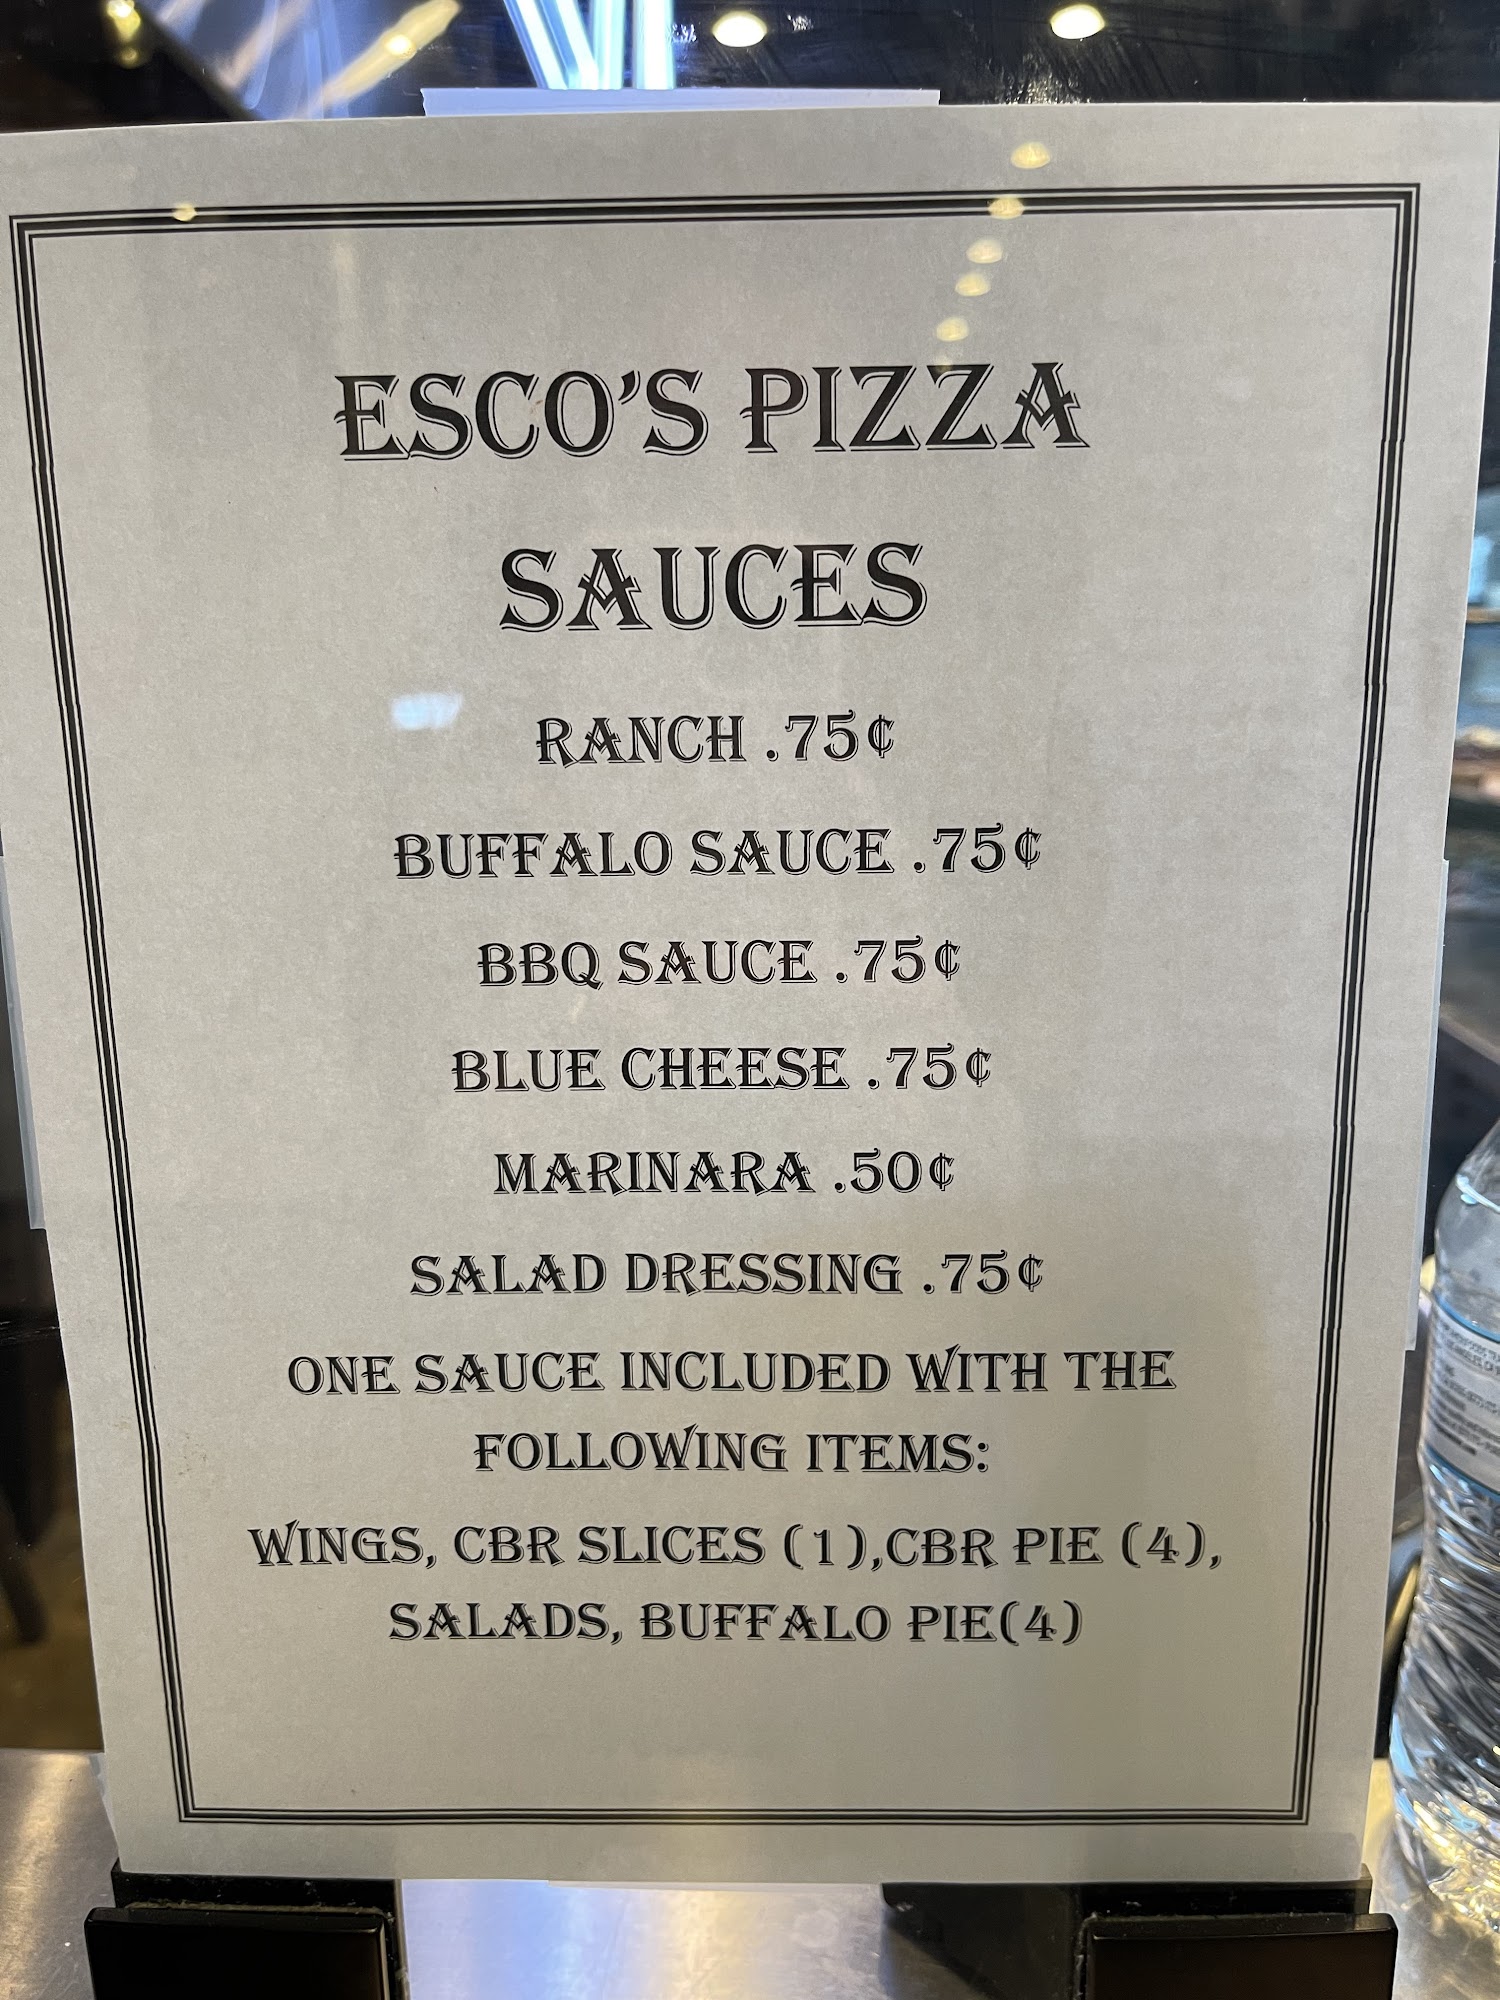 ESCO'S PIZZA
SAUCES
RANCH .75¢
BUFFALO SAUCE .75¢
BBQ SAUCE .75¢
BLUE CHEESE .75¢
MARINARA .50¢
SALAD DRESSING .75¢
ONE SAUCE INCLUDED WITH THE
FOLLOWING ITEMS:
WINGS, CBR SLICES (1),CBR PIE (4),
SALADS, BUFFALO PIE(4)